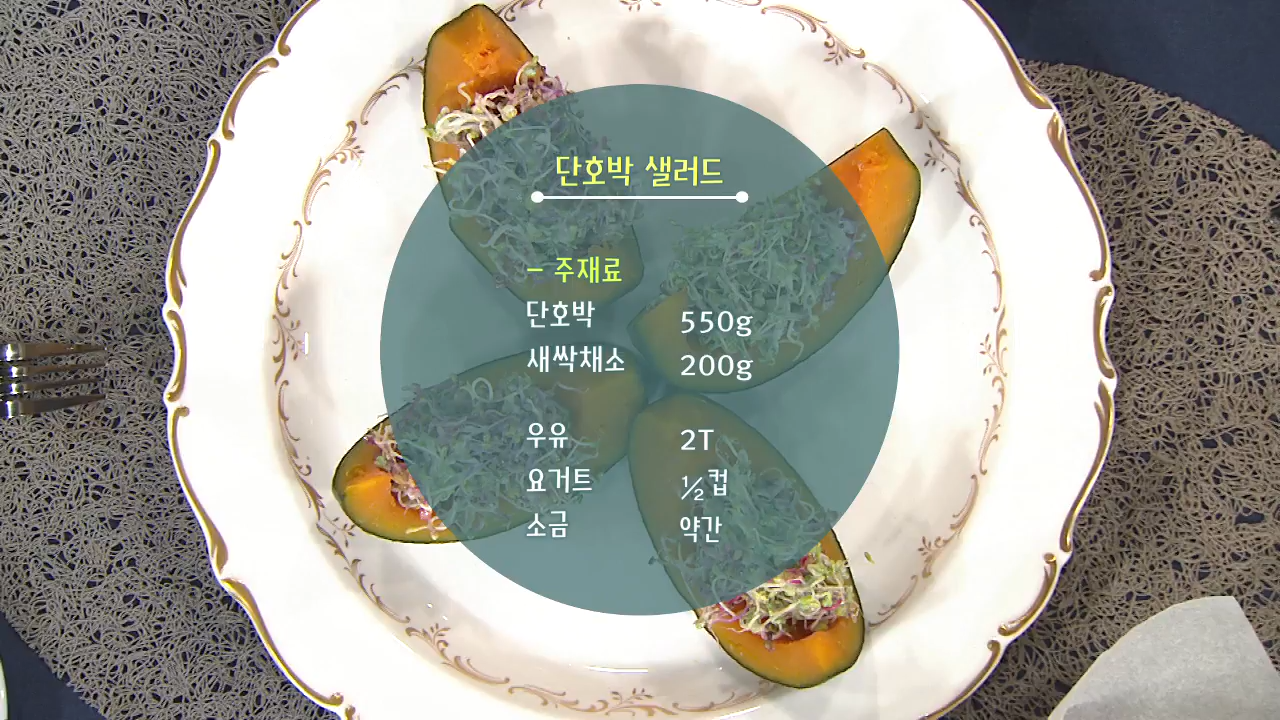 단호박 샐러드
– 주재료
단호박 550g
새싹채소 200g
우유 2T
요거트 ½컵
소금 약간